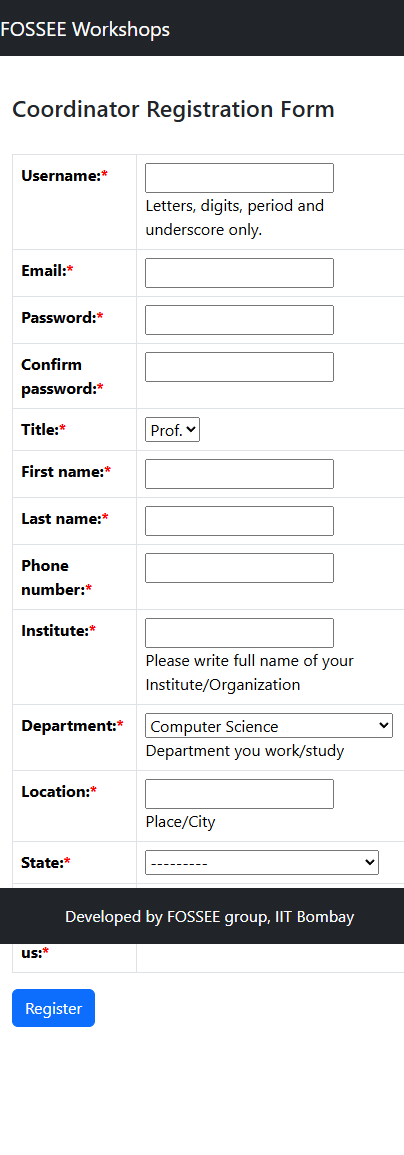 FOSSEE Workshops
Coordinator Registration Form
Username:*
Letters, digits, period and
underscore only.
Email:*
Password:*
Confirm
password:*
Title:*
Prof.
First name:*
Last name:*
Phone
number:*
Institute:*
Please write full name of your
Institute/Organization
Department:*
Computer Science
Department you work/study
Location:*
Place/City
State:*
---------
Developed by FOSSEE group, IIT Bombay
us:*
Register